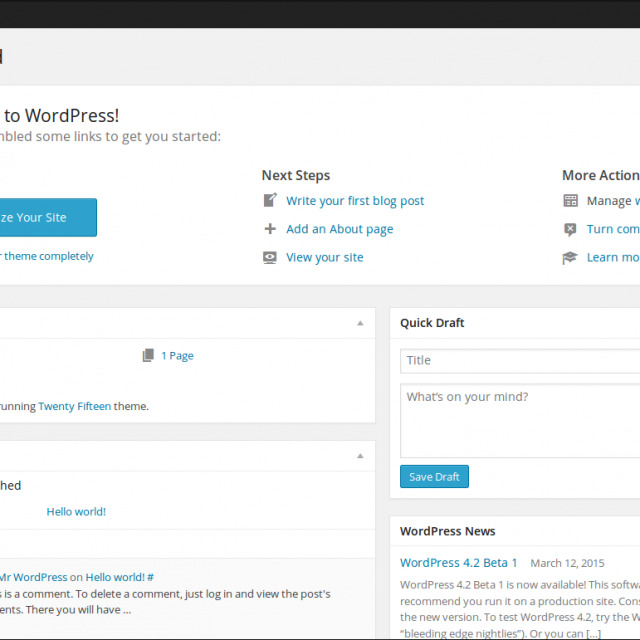 to WordPress!
some links to get you started:
Next Steps
More Action
Write your first blog post
Manage w
ze Your Site
Add an About page
Turn com
r theme completely
View your site
Learn mo
Quick Draft
1 Page
Title
What's on your mind?
running Twenty Fifteen theme.
Save Draft
hed
Hello world!
WordPress News
WordPress 4.2 Beta 1 March 12, 2015
Mr WordPress on Hello world! #
WordPress 4.2 Beta 1 is now available! This softwa
s is a comment. To delete a comment, just log in and view the post's
recommend you run it on a production site. Cons
ents. There you will have ...
the new version. To test WordPress 4.2, try the W
"bleeding edge nightlies"). Or you can [...]